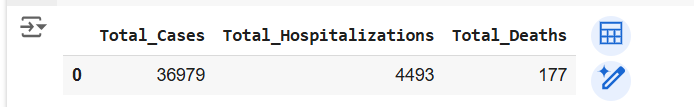 Total_Cases Total_Hospitalizations Total_Deaths
0 36979 4493 177